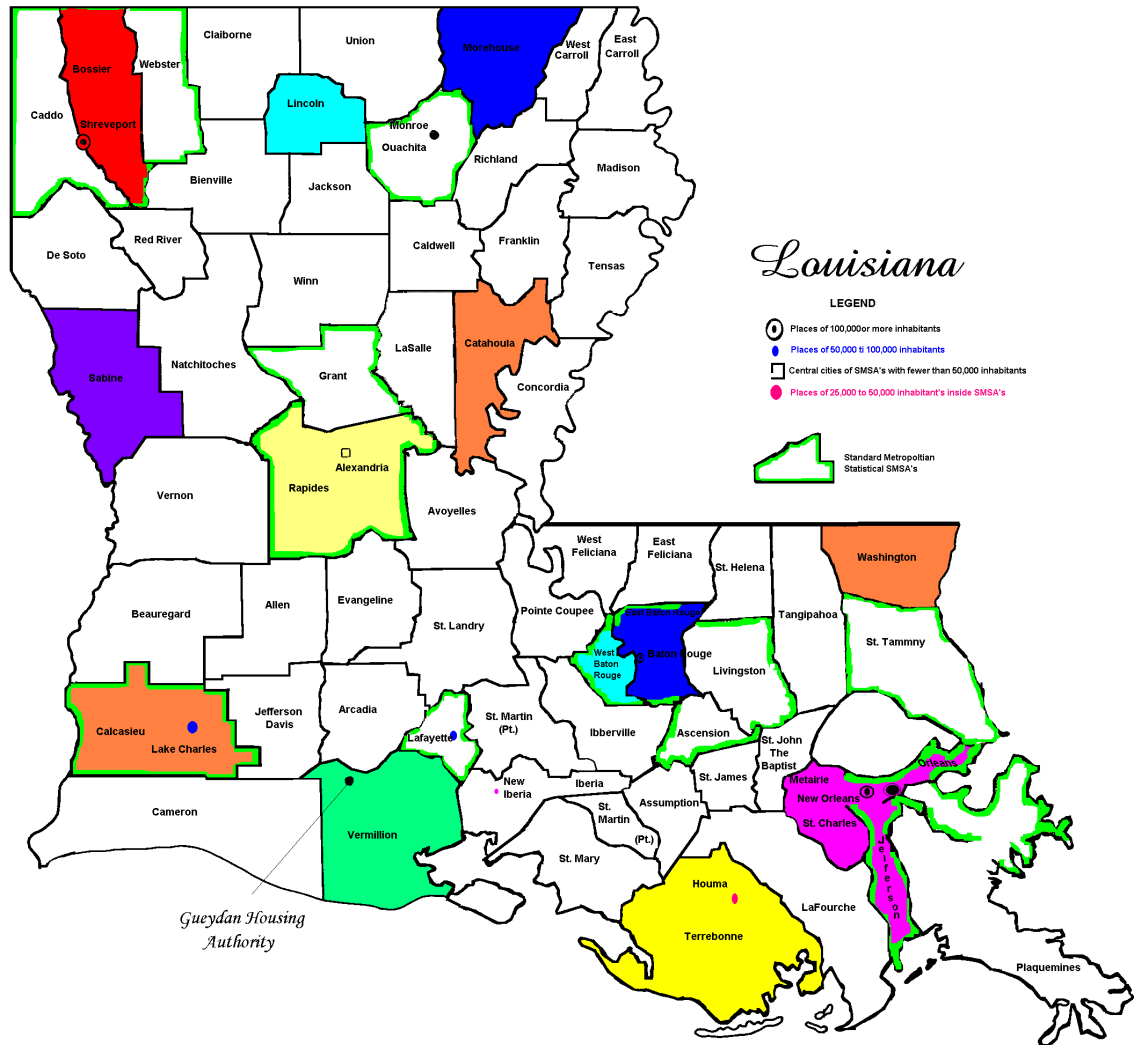 Claiborne
Union
Morehouse
West
Carroll
East
Carroll
Bossier
Webster
Lincoln
Caddo
Shreveport
Monroe
Ouachita
Richland
Madison
Bienville
Jackson
Red River
De Soto
Caldwell
Franklin
Tensas
Winn
Louisiana
LEGEND
Places of 100,000or more inhabitants
Places of 50,000 ti 100,000 inhabitants
Central cities of SMSA's with fewer than 50,000 inhabitants
Places of 25,000 to 50,000 inhabitant's inside SMSA's
Standard Metropoltian
Statistical SMSA's
Sabine
Natchitoches
Grant
LaSalle
Catahoula
Concordia
Alexandria
Rapides
Vernon
Avoyelles
West
Feliciana
East
Feliciana
St. Helena
Washington
Beauregard
Allen
Evangeline
Pointe Coupee
East Baton Rouge
Tangipahoa
St. Landry
St. Tammny
West
Baton
Rouge
Baton Rouge
Livingston
Calcasieu
Lake Charles
Jefferson
Davis
Arcadia
Lafayette
St. Martin
(Pt.)
Ibberville
Ascension
St. John
The
Baptist
Orleans
Metairie
New Orleans
St. Charles
Jeiferson
Cameron
Vermillion
New
Iberia
Iberia
St. James
Assumption
St.
Martin
(Pt.)
St. Mary
Houma
Terrebonne
LaFourche
Plaquemines
Gueydan Housing
Authority